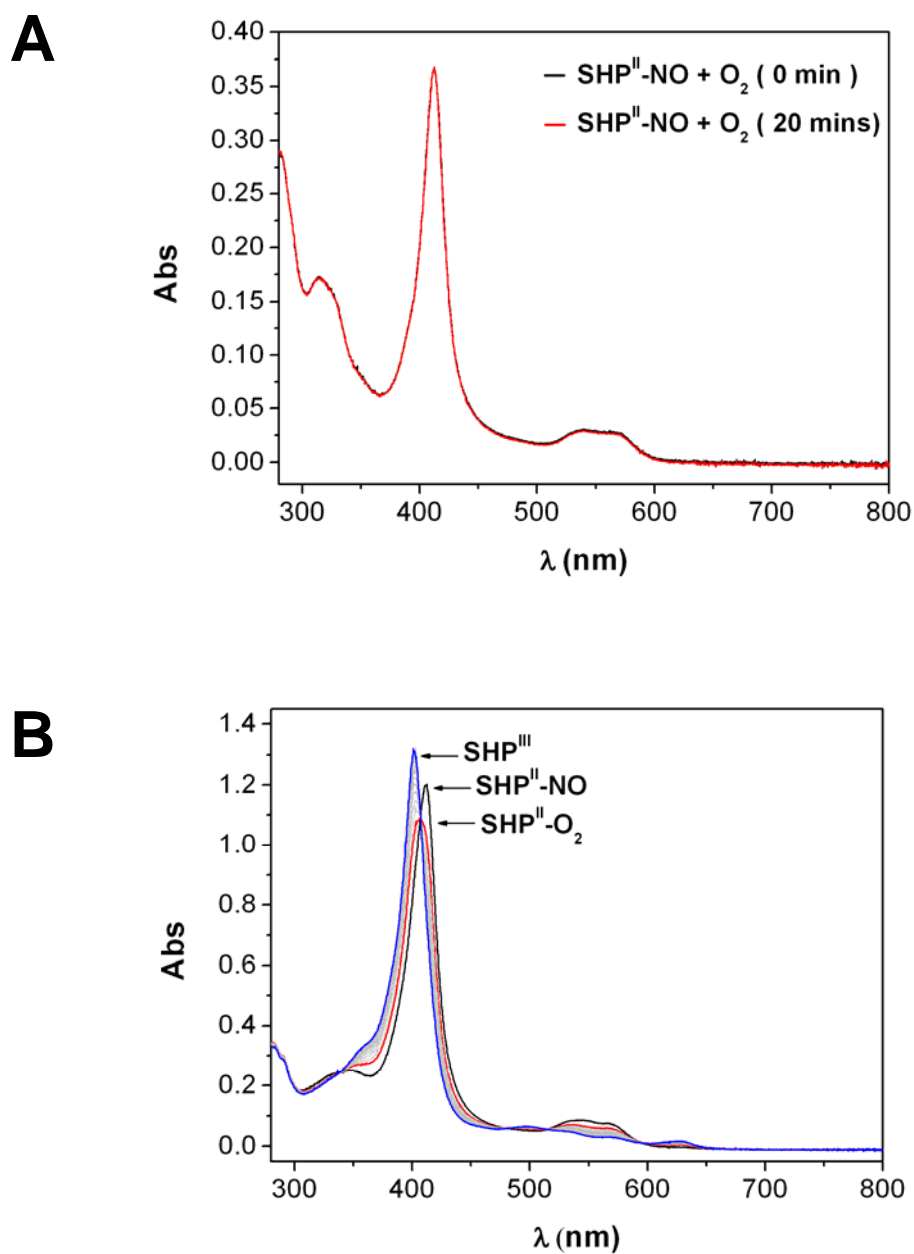 A
0.40
0.35
0.30
0.25
0.20
0.15
0.10
0.05
0.00
Abs
SHP^II-NO + O₂ ( 0 min )
SHP^II-NO + O₂ ( 20 mins)
300 400 500 600 700 800
λ (nm)
B
1.4
1.2
1.0
0.8
0.6
0.4
0.2
0.0
Abs
SHP^III
SHP^II-NO
SHP^II-O₂
300 400 500 600 700 800
λ (nm)